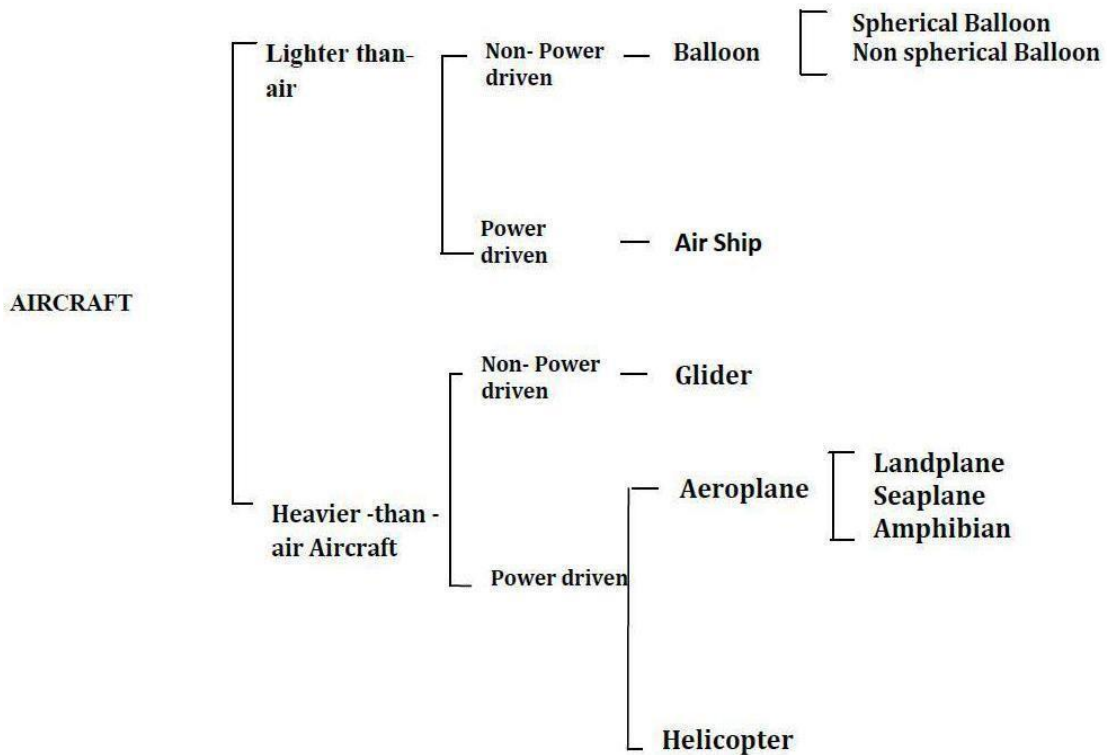 Spherical Balloon
Non spherical Balloon
Lighter than-
air
Non- Power
driven
Balloon
Power
driven
Air Ship
AIRCRAFT
Non- Power
driven
Glider
Heavier -than -
air Aircraft
Power driven
Aeroplane
Landplane
Seaplane
Amphibian
Helicopter